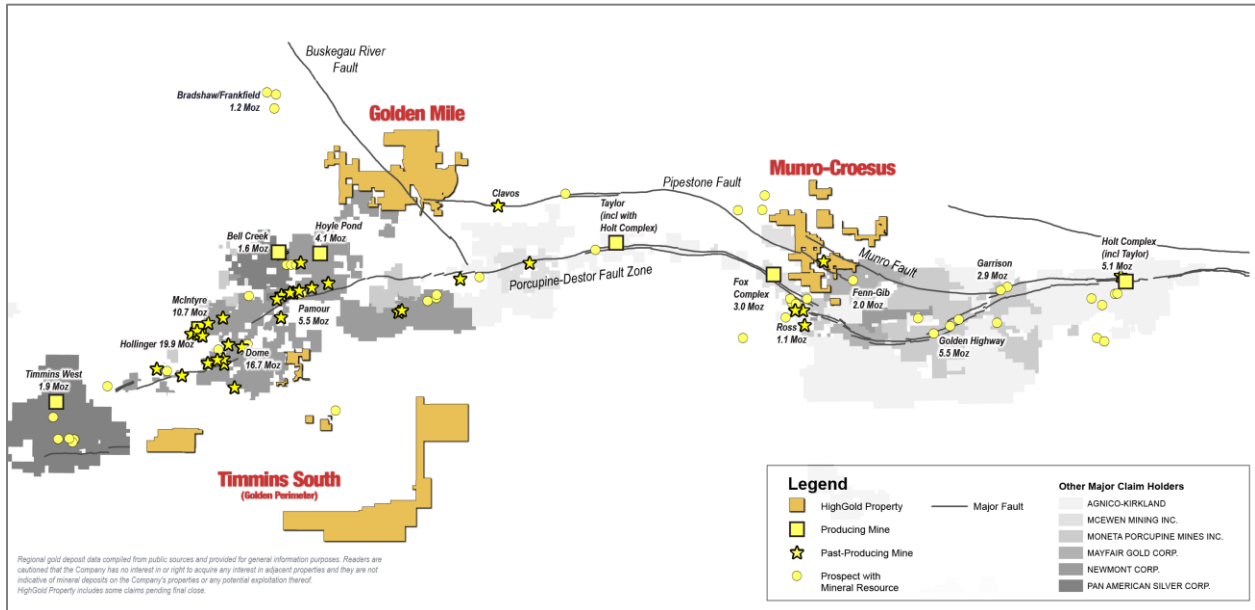 Buskegau River
Fault
Bradshaw/Frankfield
1.2 Moz
Golden Mile
Munro-Croesus
Clavos
Pipestone Fault
Taylor
(incl with
Holt Complex)
Hoyle Pond
4.1 Moz
Bell Creek
1.6 Moz
Holt Complex
(incl Taylor)
5.1 Moz
Munro Fault
Garrison
2.9 Moz
Porcupine-Destor Fault Zone
Fox
Complex
3.0 Moz
Fenn-Gib
2.0 Moz
McIntyre
10.7 Moz
Pamour
5.5 Moz
Ross
1.1 Moz
Hollinger 19.9 Moz
Dome
16.7 Moz
Golden Highway
5.5 Moz
Timmins West
1.9 Moz
Timmins South
(Golden Perimeter)
Legend
HighGold Property
Producing Mine
Past-Producing Mine
Prospect with
Mineral Resource
Major Fault
Other Major Claim Holders
AGNICO-KIRKLAND
MCEWEN MINING INC.
MONETA PORCUPINE MINES INC.
MAYFAIR GOLD CORP.
NEWMONT CORP.
PAN AMERICAN SILVER CORP.
Regional gold deposit data compiled from public sources and provided for general information purposes. Readers are
cautioned that the Company has no interest in or right to acquire any interest in adjacent properties and they are not
indicative of mineral deposits on the Company's properties or any potential exploitation thereof.
HighGold Property includes some claims pending final close.